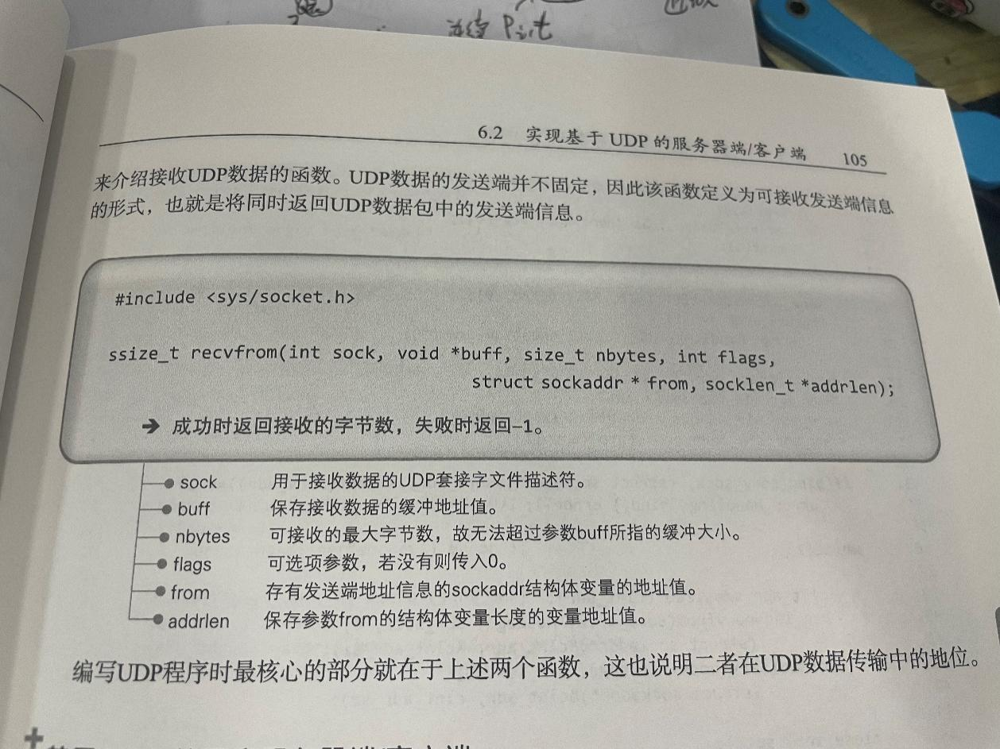 Port
6.2 实现基于 UDP 的服务器端/客户端 105
来介绍接收UDP数据的函数。UDP数据的发送端并不固定，因此该函数定义为可接收发送端信息
的形式，也就是将同时返回UDP数据包中的发送端信息。
#include <sys/socket.h>
ssize_t recvfrom(int sock, void *buff, size_t nbytes, int flags,
struct sockaddr * from, socklen_t *addrlen);
➔ 成功时返回接收的字节数，失败时返回–1。
sock 用于接收数据的UDP套接字文件描述符。
buff 保存接收数据的缓冲地址值。
nbytes 可接收的最大字节数，故无法超过参数buff所指的缓冲大小。
flags 可选项参数，若没有则传入0。
from 存有发送端地址信息的sockaddr结构体变量的地址值。
addrlen 保存参数from的结构体变量长度的变量地址值。
编写UDP程序时最核心的部分就在于上述两个函数，这也说明二者在UDP数据传输中的地位。